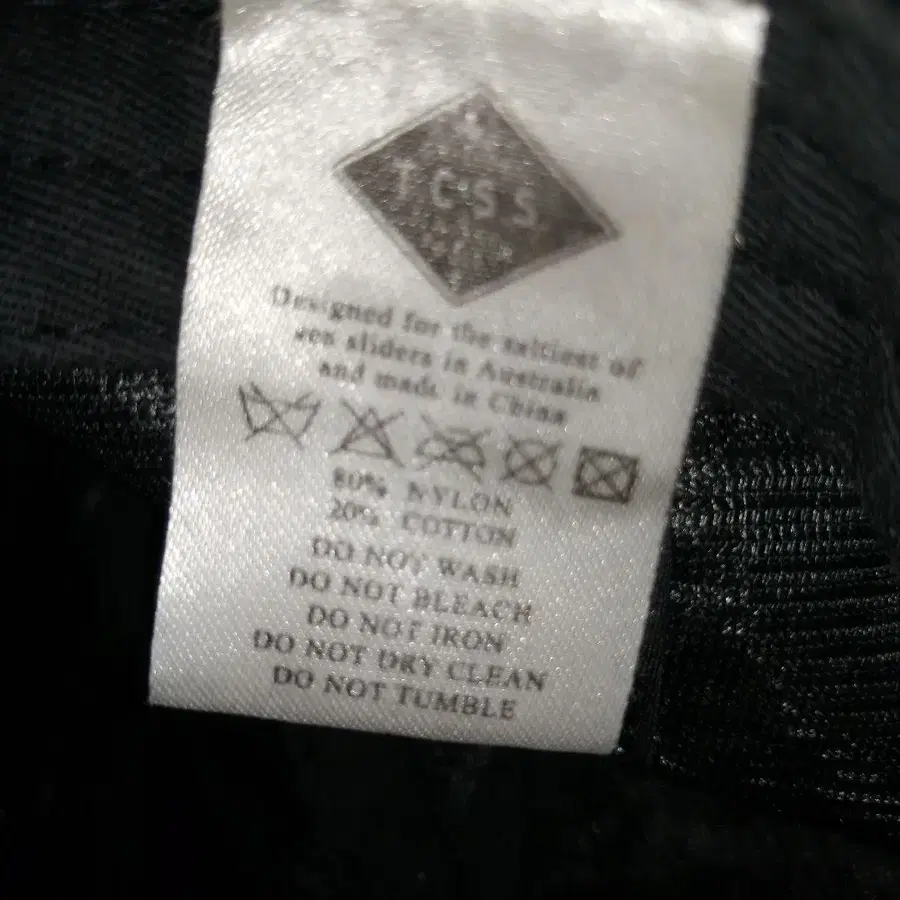 TCSS
Designed for the saltiest of
sea sliders in Australia
and made in China
80% NYLON
20% COTTON
DO NOT WASH
DO NOT BLEACH
DO NOT IRON
DO NOT DRY CLEAN
DO NOT TUMBLE